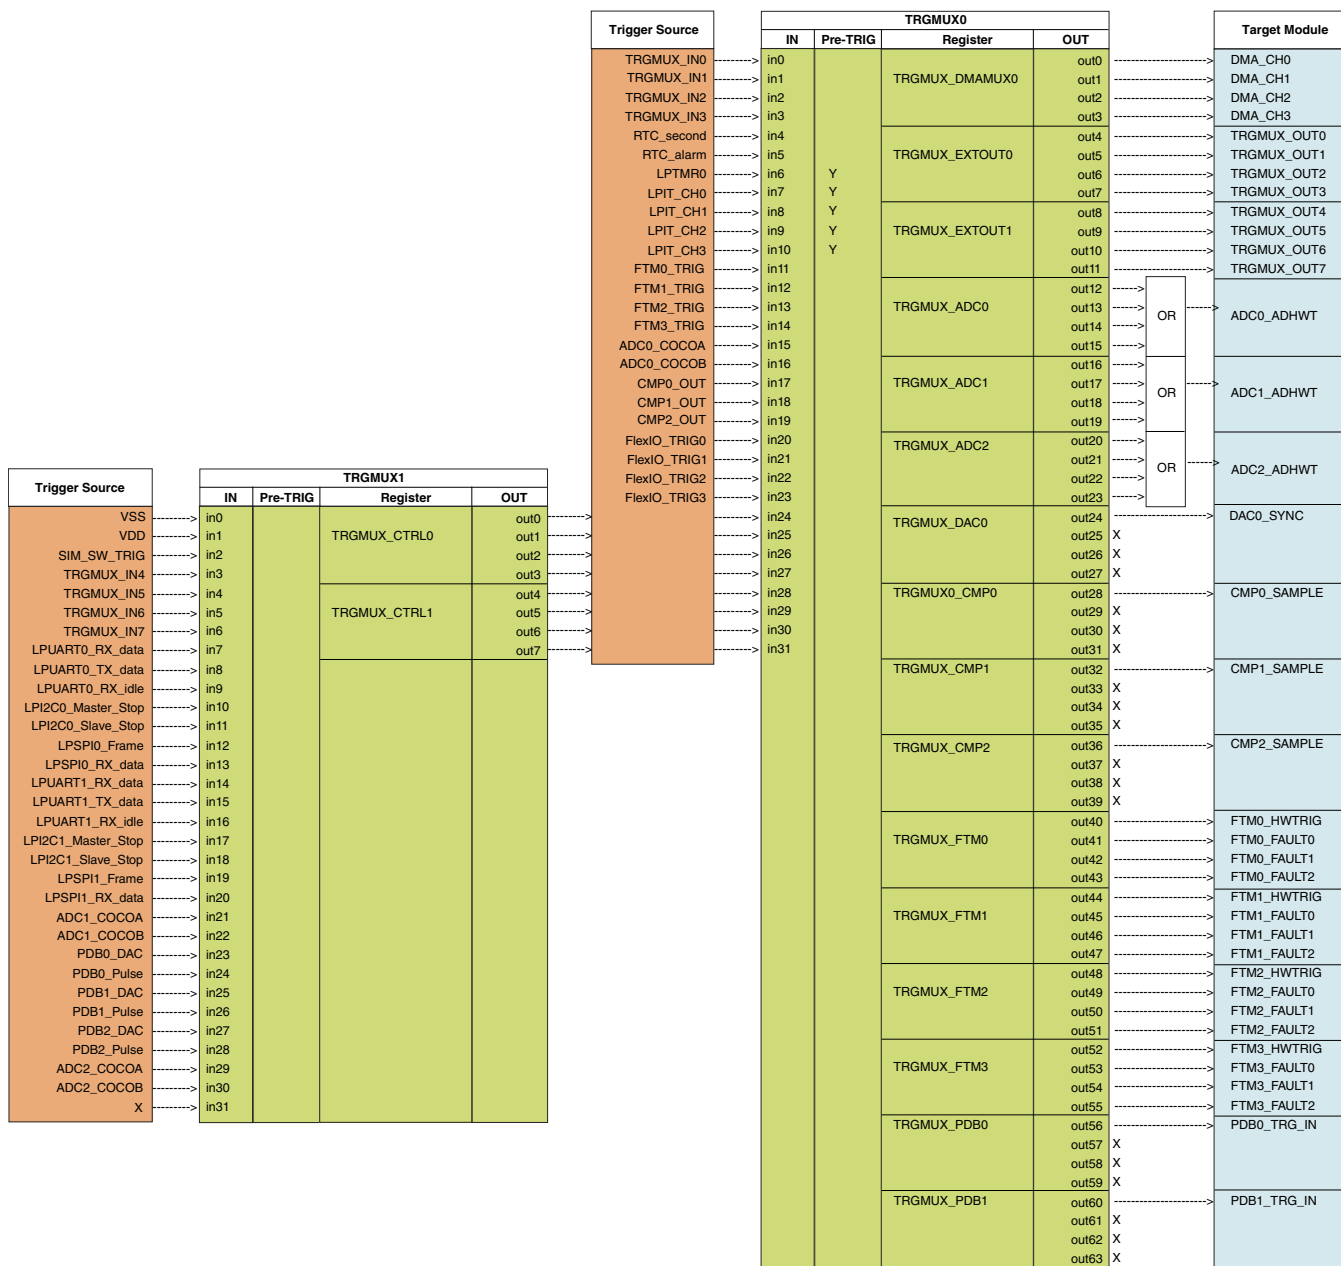 Trigger Source TRGMUX0 Target Module
IN Pre-TRIG Register OUT
TRGMUX_IN0 in0 out0 DMA_CH0
TRGMUX_IN1 in1 TRGMUX_DMAMUX0 out1 DMA_CH1
TRGMUX_IN2 in2 out2 DMA_CH2
TRGMUX_IN3 in3 out3 DMA_CH3
RTC_second in4 out4 TRGMUX_OUT0
RTC_alarm in5 TRGMUX_EXTOUT0 out5 TRGMUX_OUT1
LPTMR0 in6 Y out6 TRGMUX_OUT2
LPIT_CH0 in7 Y out7 TRGMUX_OUT3
LPIT_CH1 in8 Y out8 TRGMUX_OUT4
LPIT_CH2 in9 Y TRGMUX_EXTOUT1 out9 TRGMUX_OUT5
LPIT_CH3 in10 Y out10 TRGMUX_OUT6
FTM0_TRIG in11 out11 TRGMUX_OUT7
FTM1_TRIG in12 out12
FTM2_TRIG in13 TRGMUX_ADC0 out13 OR ADC0_ADHWT
FTM3_TRIG in14 out14
ADC0_COCOA in15 out15
ADC0_COCOB in16 out16
CMP0_OUT in17 TRGMUX_ADC1 out17 OR ADC1_ADHWT
CMP1_OUT in18 out18
CMP2_OUT in19 out19
FlexIO_TRIG0 in20 TRGMUX_ADC2 out20
FlexIO_TRIG1 in21 out21 OR ADC2_ADHWT
FlexIO_TRIG2 in22 out22
FlexIO_TRIG3 in23 out23
in24 TRGMUX_DAC0 out24 DAC0_SYNC
in25 out25 X
in26 out26 X
in27 out27 X
in28 TRGMUX0_CMP0 out28 CMP0_SAMPLE
in29 out29 X
in30 out30 X
in31 out31 X
TRGMUX_CMP1 out32 CMP1_SAMPLE
out33 X
out34 X
out35 X
TRGMUX_CMP2 out36 CMP2_SAMPLE
out37 X
out38 X
out39 X
out40 FTM0_HWTRIG
TRGMUX_FTM0 out41 FTM0_FAULT0
out42 FTM0_FAULT1
out43 FTM0_FAULT2
out44 FTM1_HWTRIG
TRGMUX_FTM1 out45 FTM1_FAULT0
out46 FTM1_FAULT1
out47 FTM1_FAULT2
out48 FTM2_HWTRIG
TRGMUX_FTM2 out49 FTM2_FAULT0
out50 FTM2_FAULT1
out51 FTM2_FAULT2
out52 FTM3_HWTRIG
TRGMUX_FTM3 out53 FTM3_FAULT0
out54 FTM3_FAULT1
out55 FTM3_FAULT2
TRGMUX_PDB0 out56 PDB0_TRG_IN
out57 X
out58 X
out59 X
TRGMUX_PDB1 out60 PDB1_TRG_IN
out61 X
out62 X
out63 X
Trigger Source TRGMUX1
IN Pre-TRIG Register OUT
VSS in0 out0
VDD in1 TRGMUX_CTRL0 out1
SIM_SW_TRIG in2 out2
TRGMUX_IN4 in3 out3
TRGMUX_IN5 in4 out4
TRGMUX_IN6 in5 TRGMUX_CTRL1 out5
TRGMUX_IN7 in6 out6
LPUART0_RX_data in7 out7
LPUART0_TX_data in8
LPUART0_RX_idle in9
LPI2C0_Master_Stop in10
LPI2C0_Slave_Stop in11
LPSPI0_Frame in12
LPSPI0_RX_data in13
LPUART1_RX_data in14
LPUART1_TX_data in15
LPUART1_RX_idle in16
LPI2C1_Master_Stop in17
LPI2C1_Slave_Stop in18
LPSPI1_Frame in19
LPSPI1_RX_data in20
ADC1_COCOA in21
ADC1_COCOB in22
PDB0_DAC in23
PDB0_Pulse in24
PDB1_DAC in25
PDB1_Pulse in26
PDB2_DAC in27
PDB2_Pulse in28
ADC2_COCOA in29
ADC2_COCOB in30
X in31